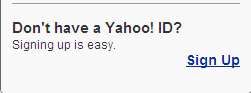 Don't have a Yahoo! ID?
Signing up is easy.
Sign Up